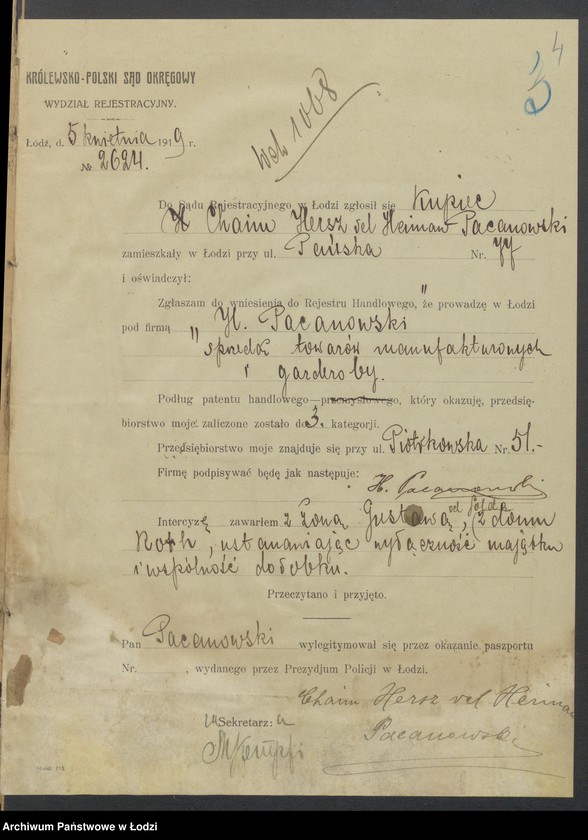 4
3
KRÓLEWSKO-POLSKI SĄD OKRĘGOWY
WYDZIAŁ REJESTRACYJNY.
Łódź, d. 5 kwietnia 1919 r.
№ 2624.
Do Sądu Rejestracyjnego w Łodzi zgłosił się Kupiec
Chaim Hersz vel Heiman Pacanowski
zamieszkały w Łodzi przy ul. Pańska Nr. 77
i oświadczył:
Zgłaszam do wniesienia do Rejestru Handlowego, że prowadzę w Łodzi
pod firmą "H. Pacanowski"
towarów manufakturowych
i garderoby.
Podług patentu handlowego—przemysłowego, który okazuję, przedsię-
biorstwo moje zaliczone zostało do 3. kategorji.
Przedsiębiorstwo moje znajduje się przy ul. Piotrkowska Nr. 51.-
Firmę podpisywać będę jak następuje:
H. Pacanowski
Intercyzę zawarłem z żoną Gustawą vel Golda, z domu
Roth, ustanawiając wyłączność majątku
i wspólność dorobku.
Przeczytano i przyjęto.
Pan Pacanowski wylegitymował się przez okazanie paszportu
Nr. , wydanego przez Prezydjum Policji w Łodzi.
Chaim Hersz vel Heiman
Pacanowski
Sekretarz:
Archiwum Państwowe w Łodzi